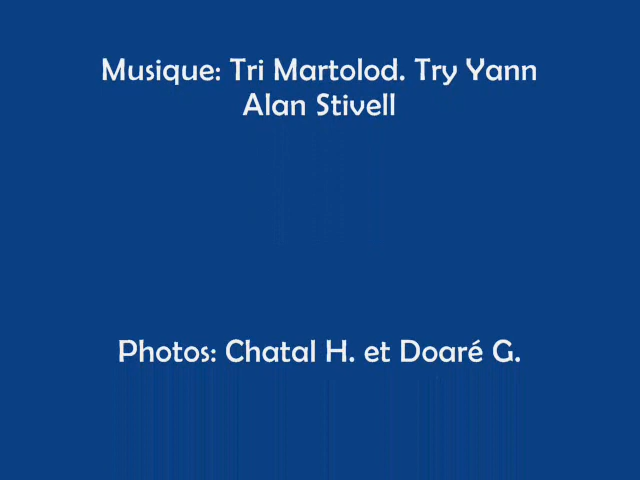 Musique: Tri Martolod. Try Yann
Alan Stivell
Photos: Chatal H. et Doaré G.